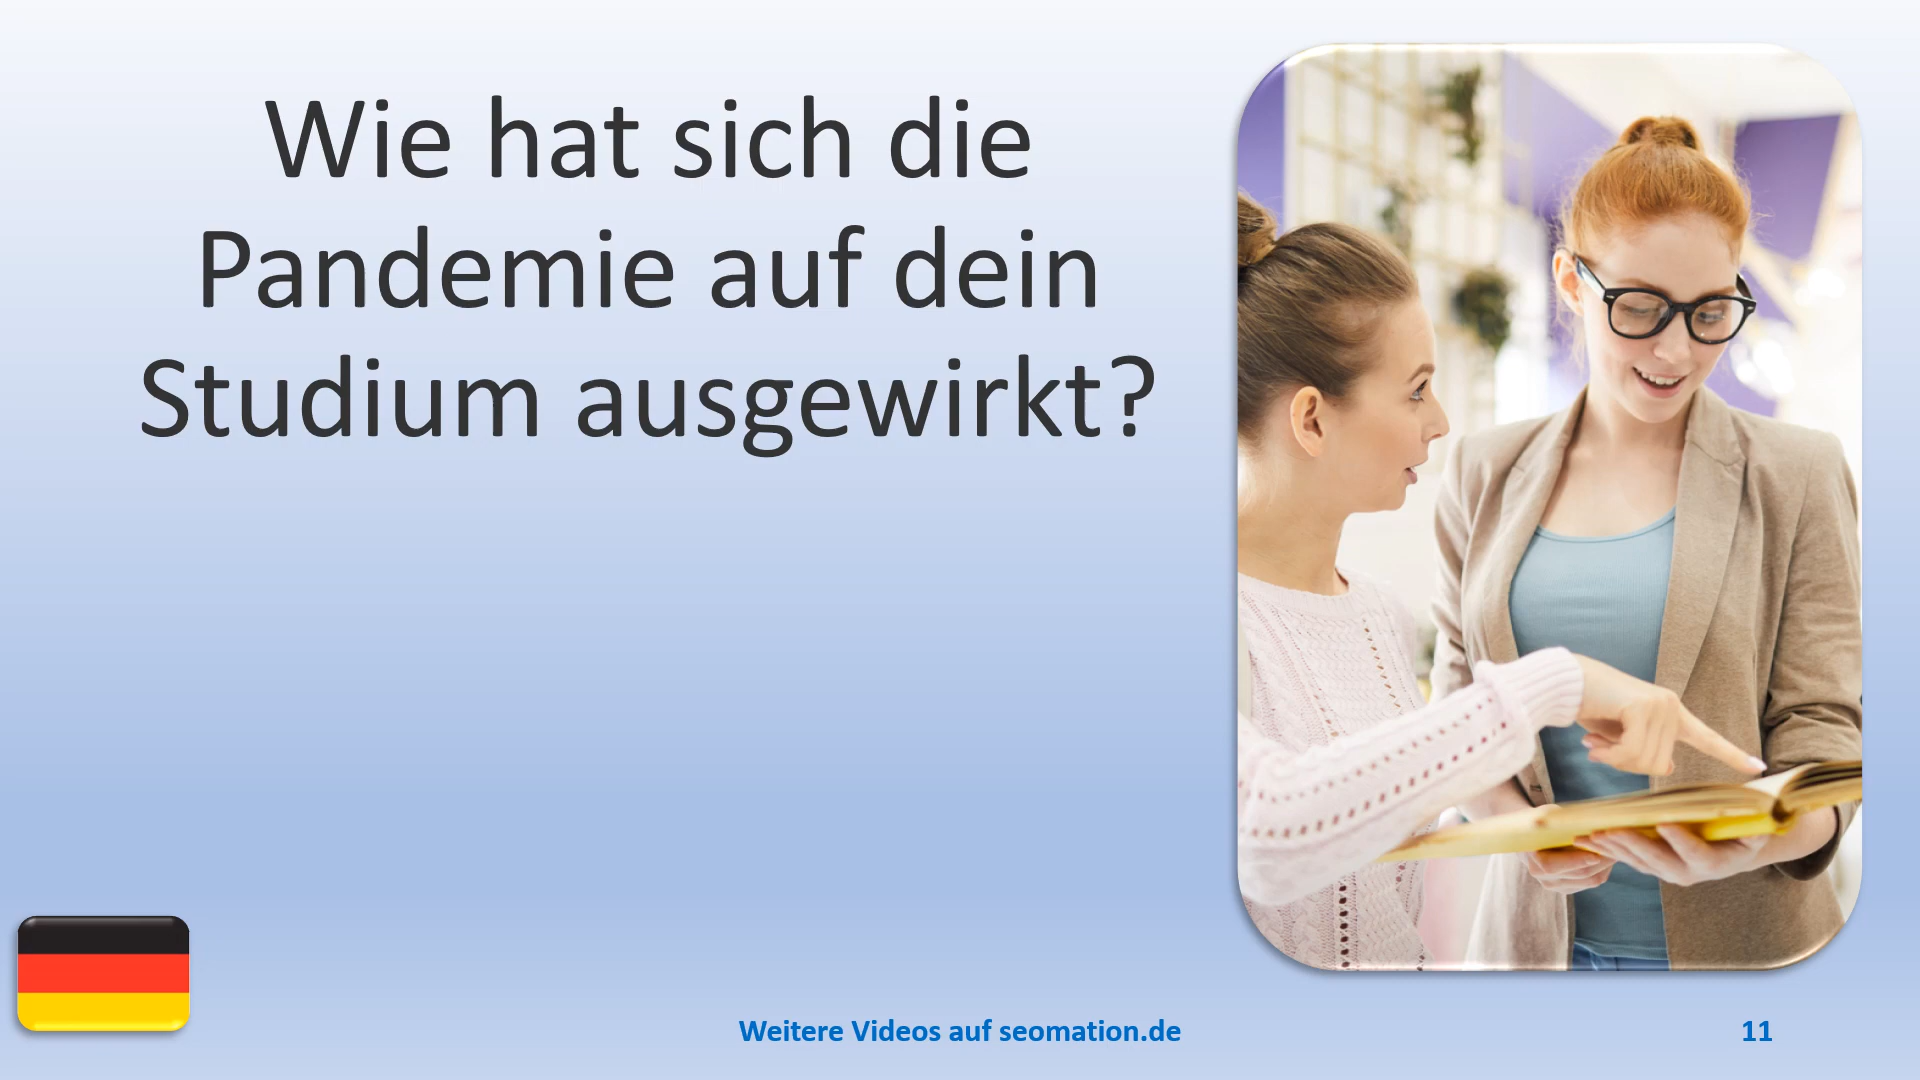 Wie hat sich die
Pandemie auf dein
Studium ausgewirkt?
Weitere Videos auf seomation.de
11